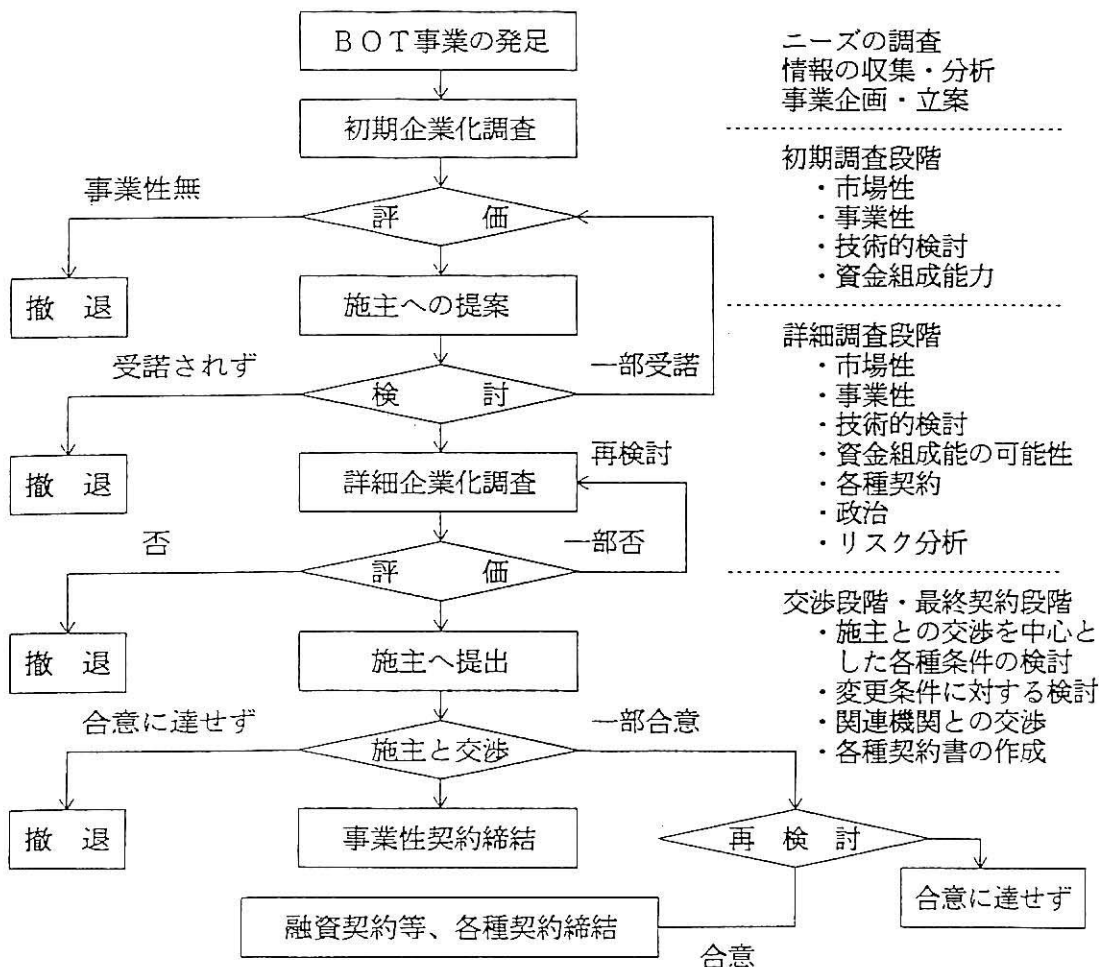 BOT事業の発足
初期企業化調査
事業性無
評　価
撤　退
施主への提案
受諾されず
一部受諾
検　討
撤　退
再検討
詳細企業化調査
否
一部否
評　価
撤　退
施主へ提出
合意に達せず
一部合意
施主と交渉
撤　退
事業性契約締結
再 検 討
合意に達せず
融資契約等、各種契約締結
合意
ニーズの調査
情報の収集・分析
事業企画・立案
初期調査段階
・市場性
・事業性
・技術的検討
・資金組成能力
詳細調査段階
・市場性
・事業性
・技術的検討
・資金組成能の可能性
・各種契約
・政治
・リスク分析
交渉段階・最終契約段階
・施主との交渉を中心と
した各種条件の検討
・変更条件に対する検討
・関連機関との交渉
・各種契約書の作成